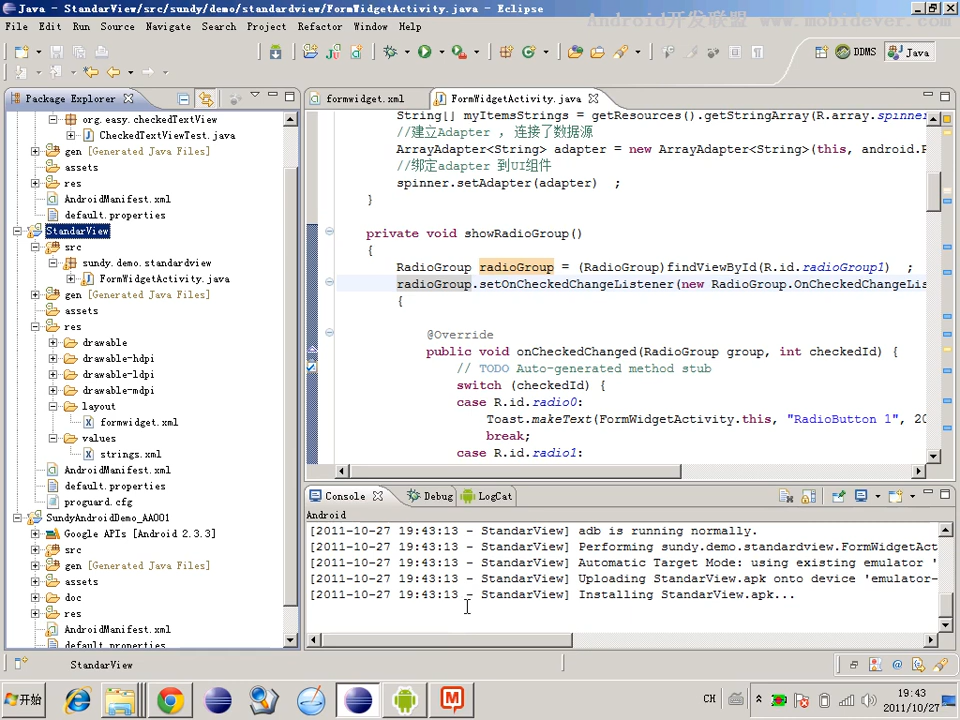 Java - StandarView/src/sundy/demo/standardview/FormWidgetActivity.java - Eclipse
Android开发联盟 www.mobidever.com
File Edit Run Source Navigate Search Project Refactor Window Help
DDMS Java
Package Explorer
formwidget.xml FormWidgetActivity.java
org.easy.checkedTextView
CheckedTextViewTest.java
gen [Generated Java Files]
assets
res
AndroidManifest.xml
default.properties
StandarView
src
sundy.demo.standardview
FormWidgetActivity.java
gen [Generated Java Files]
assets
res
drawable
drawable-hdpi
drawable-ldpi
drawable-mdpi
layout
formwidget.xml
values
strings.xml
AndroidManifest.xml
default.properties
proguard.cfg
SundyAndroidDemo_AA001
Google APIs [Android 2.3.3]
src
gen [Generated Java Files]
assets
doc
res
AndroidManifest.xml
default.properties
String[] myItemsStrings = getResources().getStringArray(R.array.spinner
//建立Adapter , 连接了数据源
ArrayAdapter<String> adapter = new ArrayAdapter<String>(this, android.R
//绑定adapter 到UI组件
spinner.setAdapter(adapter) ;
}
private void showRadioGroup()
{
RadioGroup radioGroup = (RadioGroup)findViewById(R.id.radioGroup1) ;
radioGroup.setOnCheckedChangeListener(new RadioGroup.OnCheckedChangeLis
{
@Override
public void onCheckedChanged(RadioGroup group, int checkedId) {
// TODO Auto-generated method stub
switch (checkedId) {
case R.id.radio0:
Toast.makeText(FormWidgetActivity.this, "RadioButton 1", 20
break;
case R.id.radio1:
Console Debug LogCat
Android
[2011-10-27 19:43:13 - StandarView] adb is running normally.
[2011-10-27 19:43:13 - StandarView] Performing sundy.demo.standardview.FormWidgetAct
[2011-10-27 19:43:13 - StandarView] Automatic Target Mode: using existing emulator '
[2011-10-27 19:43:13 - StandarView] Uploading StandarView.apk onto device 'emulator-
[2011-10-27 19:43:13 - StandarView] Installing StandarView.apk...
StandarView
开始
CH
19:43
2011/10/27